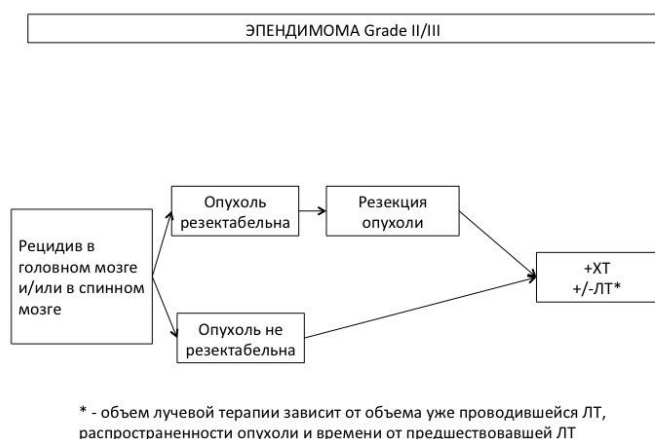 ЭПЕНДИМОМА Grade II/III
Опухоль
резектабельна
Резекция
опухоли
Рецидив в
головном мозге
и/или в спинном
мозге
+ХТ
+/-ЛТ*
Опухоль не
резектабельна
* - объем лучевой терапии зависит от объема уже проводившейся ЛТ,
распространенности опухоли и времени от предшествовавшей ЛТ